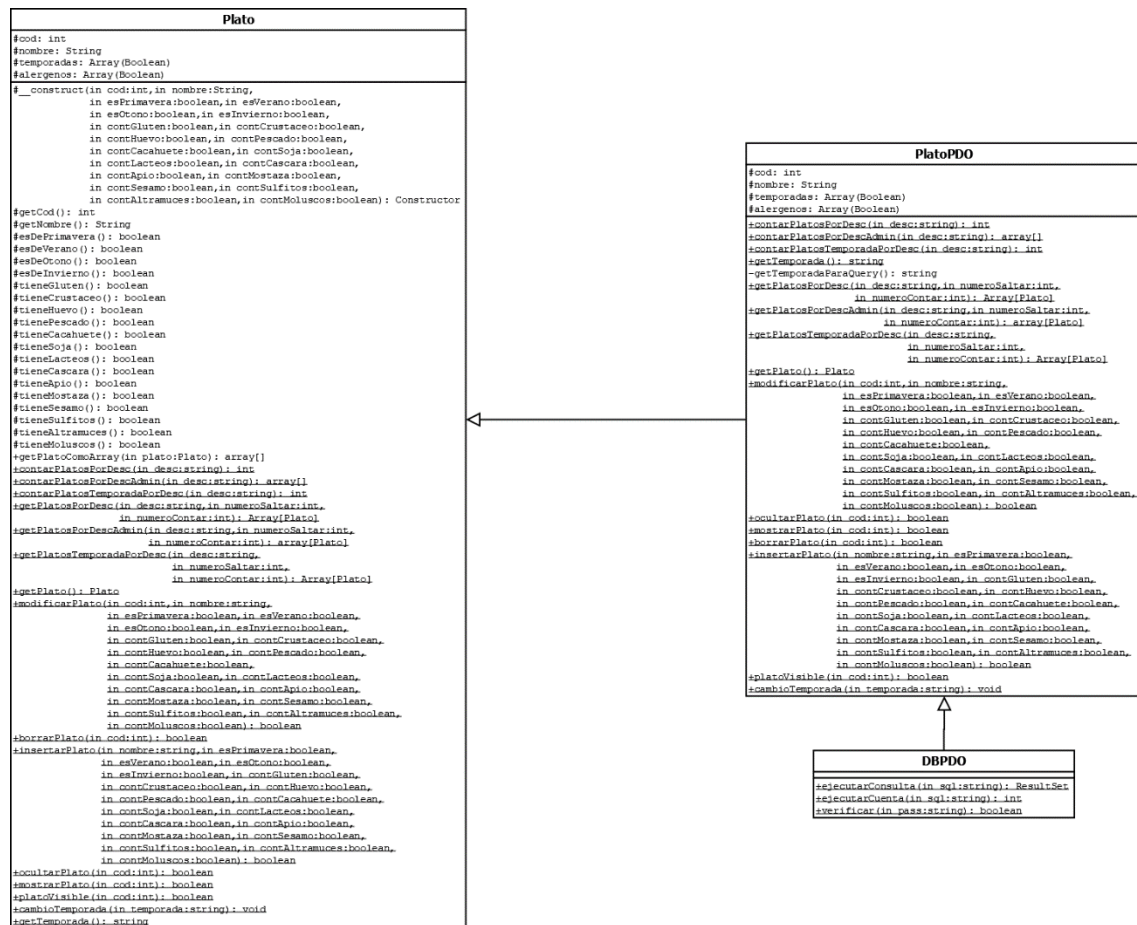 Plato
#cod: int
#nombre: String
#temporadas: Array(Boolean)
#alergenos: Array(Boolean)
#__construct(in cod:int,in nombre:String,
in esPrimavera:boolean,in esVerano:boolean,
in esOtono:boolean,in esInvierno:boolean,
in contGluten:boolean,in contCrustaceo:boolean,
in contHuevo:boolean,in contPescado:boolean,
in contCacahuete:boolean,in contSoja:boolean,
in contLacteos:boolean,in contCascara:boolean,
in contApio:boolean,in contMostaza:boolean,
in contSesamo:boolean,in contSulfitos:boolean,
in contAltramuces:boolean,in contMoluscos:boolean): Constructor
#getCod(): int
#getNombre(): String
#esDePrimavera(): boolean
#esDeVerano(): boolean
#esDeOtono(): boolean
#esDeInvierno(): boolean
#tieneGluten(): boolean
#tieneCrustaceo(): boolean
#tieneHuevo(): boolean
#tienePescado(): boolean
#tieneCacahuete(): boolean
#tieneSoja(): boolean
#tieneLacteos(): boolean
#tieneCascara(): boolean
#tieneApio(): boolean
#tieneMostaza(): boolean
#tieneSesamo(): boolean
#tieneSulfitos(): boolean
#tieneAltramuces(): boolean
#tieneMoluscos(): boolean
+getPlatoComoArray(in plato:Plato): array[]
+contarPlatosPorDesc(in desc:string): int
+contarPlatosPorDescAdmin(in desc:string): array[]
+contarPlatosTemporadaPorDesc(in desc:string): int
+getPlatosPorDesc(in desc:string,in numeroSaltar:int,
in numeroContar:int): Array[Plato]
+getPlatosPorDescAdmin(in desc:string,in numeroSaltar:int,
in numeroContar:int): array[Plato]
+getPlatosTemporadaPorDesc(in desc:string,
in numeroSaltar:int,
in numeroContar:int): Array[Plato]
+getPlato(): Plato
+modificarPlato(in cod:int,in nombre:string,
in esPrimavera:boolean,in esVerano:boolean,
in esOtono:boolean,in esInvierno:boolean,
in contGluten:boolean,in contCrustaceo:boolean,
in contHuevo:boolean,in contPescado:boolean,
in contCacahuete:boolean,
in contSoja:boolean,in contLacteos:boolean,
in contCascara:boolean,in contApio:boolean,
in contMostaza:boolean,in contSesamo:boolean,
in contSulfitos:boolean,in contAltramuces:boolean,
in contMoluscos:boolean): boolean
+borrarPlato(in cod:int): boolean
+insertarPlato(in nombre:string,in esPrimavera:boolean,
in esVerano:boolean,in esOtono:boolean,
in esInvierno:boolean,in contGluten:boolean,
in contCrustaceo:boolean,in contHuevo:boolean,
in contPescado:boolean,in contCacahuete:boolean,
in contSoja:boolean,in contLacteos:boolean,
in contCascara:boolean,in contApio:boolean,
in contMostaza:boolean,in contSesamo:boolean,
in contSulfitos:boolean,in contAltramuces:boolean,
in contMoluscos:boolean): boolean
+ocultarPlato(in cod:int): boolean
+mostrarPlato(in cod:int): boolean
+platoVisible(in cod:int): boolean
+cambioTemporada(in temporada:string): void
+getTemporada(): string
PlatoPDO
#cod: int
#nombre: String
#temporadas: Array(Boolean)
#alergenos: Array(Boolean)
+contarPlatosPorDesc(in desc:string): int
+contarPlatosPorDescAdmin(in desc:string): array[]
+contarPlatosTemporadaPorDesc(in desc:string): int
+getTemporada(): string
-getTemporadaParaQuery(): string
+getPlatosPorDesc(in desc:string,in numeroSaltar:int,
in numeroContar:int): Array[Plato]
+getPlatosPorDescAdmin(in desc:string,in numeroSaltar:int,
in numeroContar:int): array[Plato]
+getPlatosTemporadaPorDesc(in desc:string,
in numeroSaltar:int,
in numeroContar:int): Array[Plato]
+getPlato(): Plato
+modificarPlato(in cod:int,in nombre:string,
in esPrimavera:boolean,in esVerano:boolean,
in esOtono:boolean,in esInvierno:boolean,
in contGluten:boolean,in contCrustaceo:boolean,
in contHuevo:boolean,in contPescado:boolean,
in contCacahuete:boolean,
in contSoja:boolean,in contLacteos:boolean,
in contCascara:boolean,in contApio:boolean,
in contMostaza:boolean,in contSesamo:boolean,
in contSulfitos:boolean,in contAltramuces:boolean,
in contMoluscos:boolean): boolean
+ocultarPlato(in cod:int): boolean
+mostrarPlato(in cod:int): boolean
+borrarPlato(in cod:int): boolean
+insertarPlato(in nombre:string,in esPrimavera:boolean,
in esVerano:boolean,in esOtono:boolean,
in esInvierno:boolean,in contGluten:boolean,
in contCrustaceo:boolean,in contHuevo:boolean,
in contPescado:boolean,in contCacahuete:boolean,
in contSoja:boolean,in contLacteos:boolean,
in contCascara:boolean,in contApio:boolean,
in contMostaza:boolean,in contSesamo:boolean,
in contSulfitos:boolean,in contAltramuces:boolean,
in contMoluscos:boolean): boolean
+platoVisible(in cod:int): boolean
+cambioTemporada(in temporada:string): void
DBPDO
+ejecutarConsulta(in sql:string): ResultSet
+ejecutarCuenta(in sql:string): int
+verificar(in pass:string): boolean